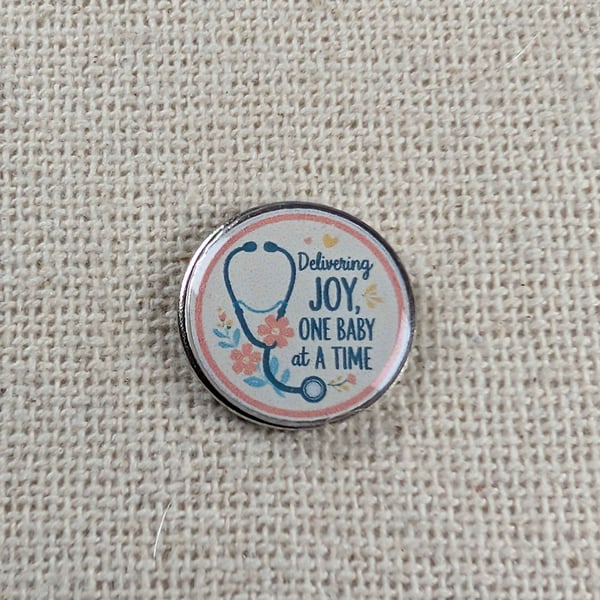 Delivering
JOY,
ONE BABY
at A TIME